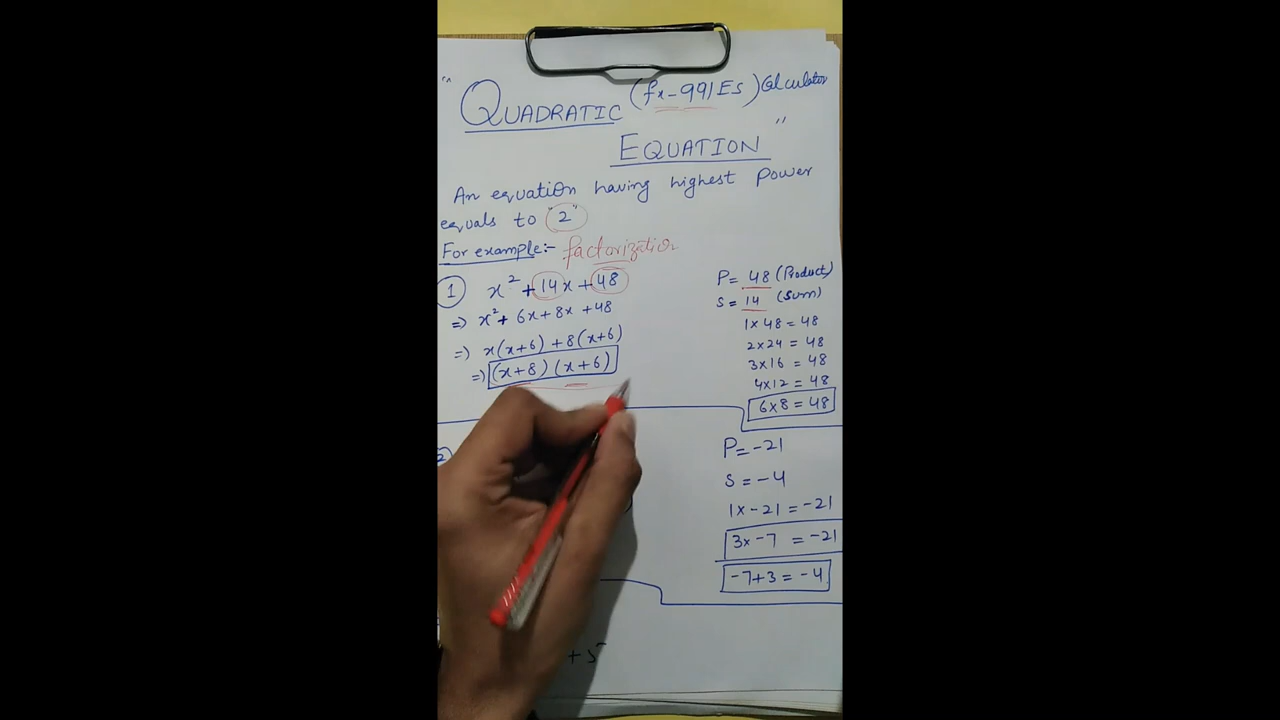 "QUADRATIC (fx-991ES) Calculator
EQUATION"
An equation having highest power
equals to "2"
For example:- factorization
1 x² + 14x + 48
=> x² + 6x + 8x + 48
=> x(x+6) + 8(x+6)
=> (x+8) (x+6)
P = 48 (Product)
S = 14 (Sum)
1 x 48 = 48
2 x 24 = 48
3 x 16 = 48
4 x 12 = 48
6 x 8 = 48
2
P = -21
S = -4
1 x -21 = -21
3 x -7 = -21
-7+3 = -4
+ 5